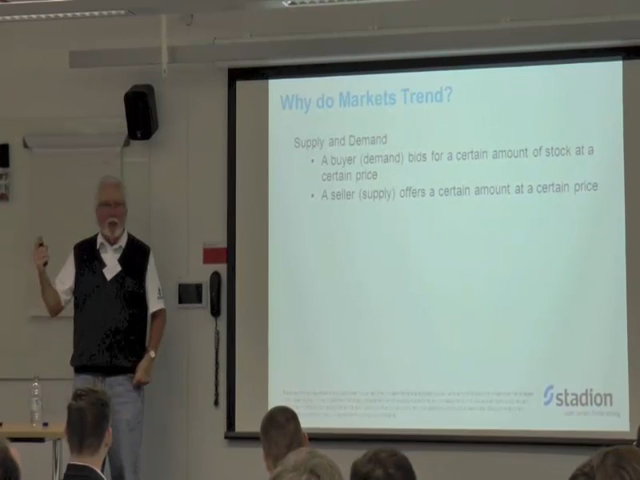 Why do Markets Trend?
Supply and Demand
• A buyer (demand) bids for a certain amount of stock at a
certain price
• A seller (supply) offers a certain amount at a certain price
stadion